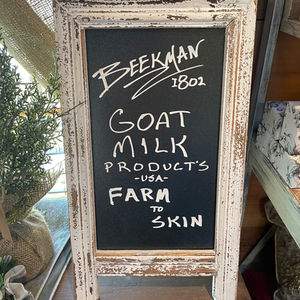 BEEKMAN
1802
GOAT
MILK
PRODUCT'S
-USA-
FARM
TO
SKIN